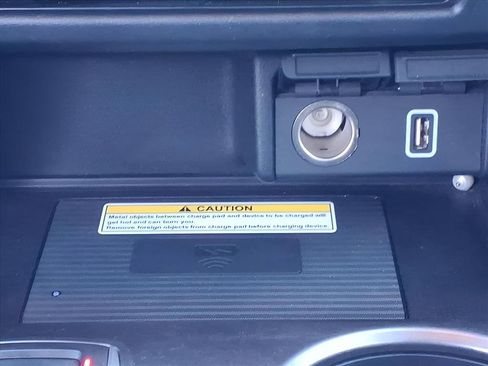 CAUTION
Metal objects between charge pad and device to be charged will
get hot and can burn you.
Remove foreign objects from charge pad before charging device.